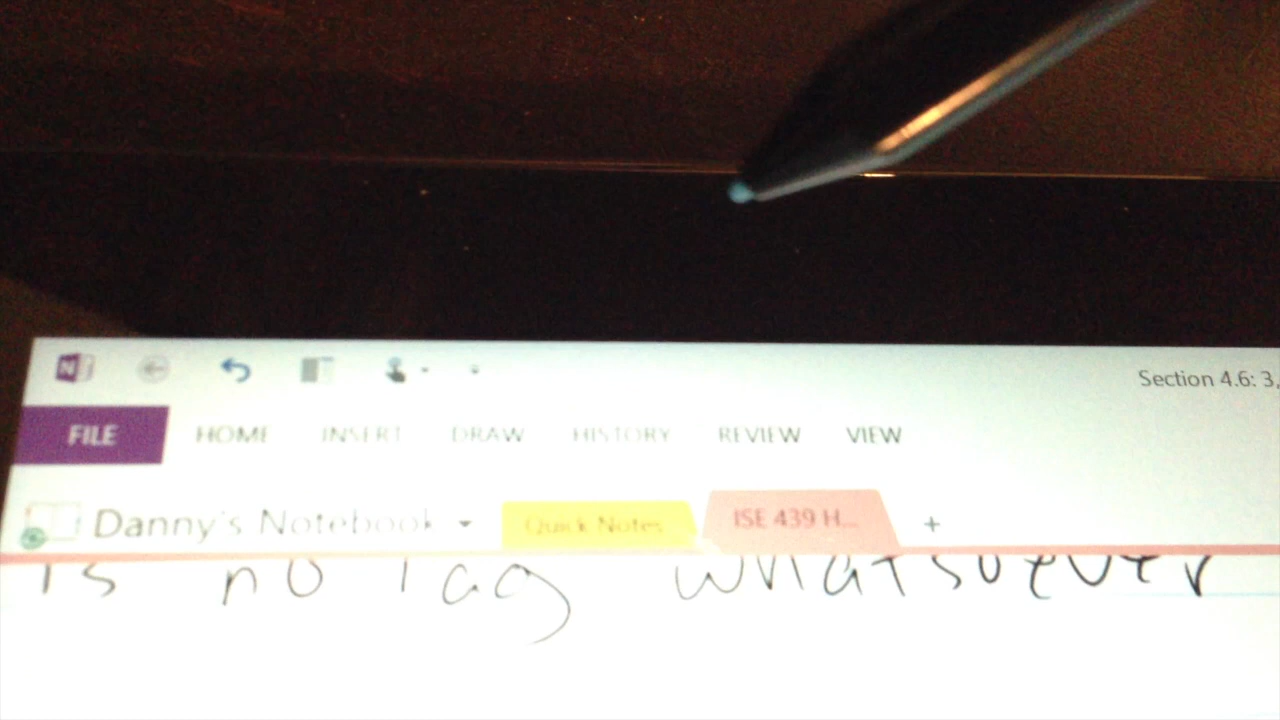 N
Section 4.6: 3,
FILE HOME INSERT DRAW HISTORY REVIEW VIEW
Danny's Notebook Quick Notes ISE 439 H... +
is no lag whatsoever